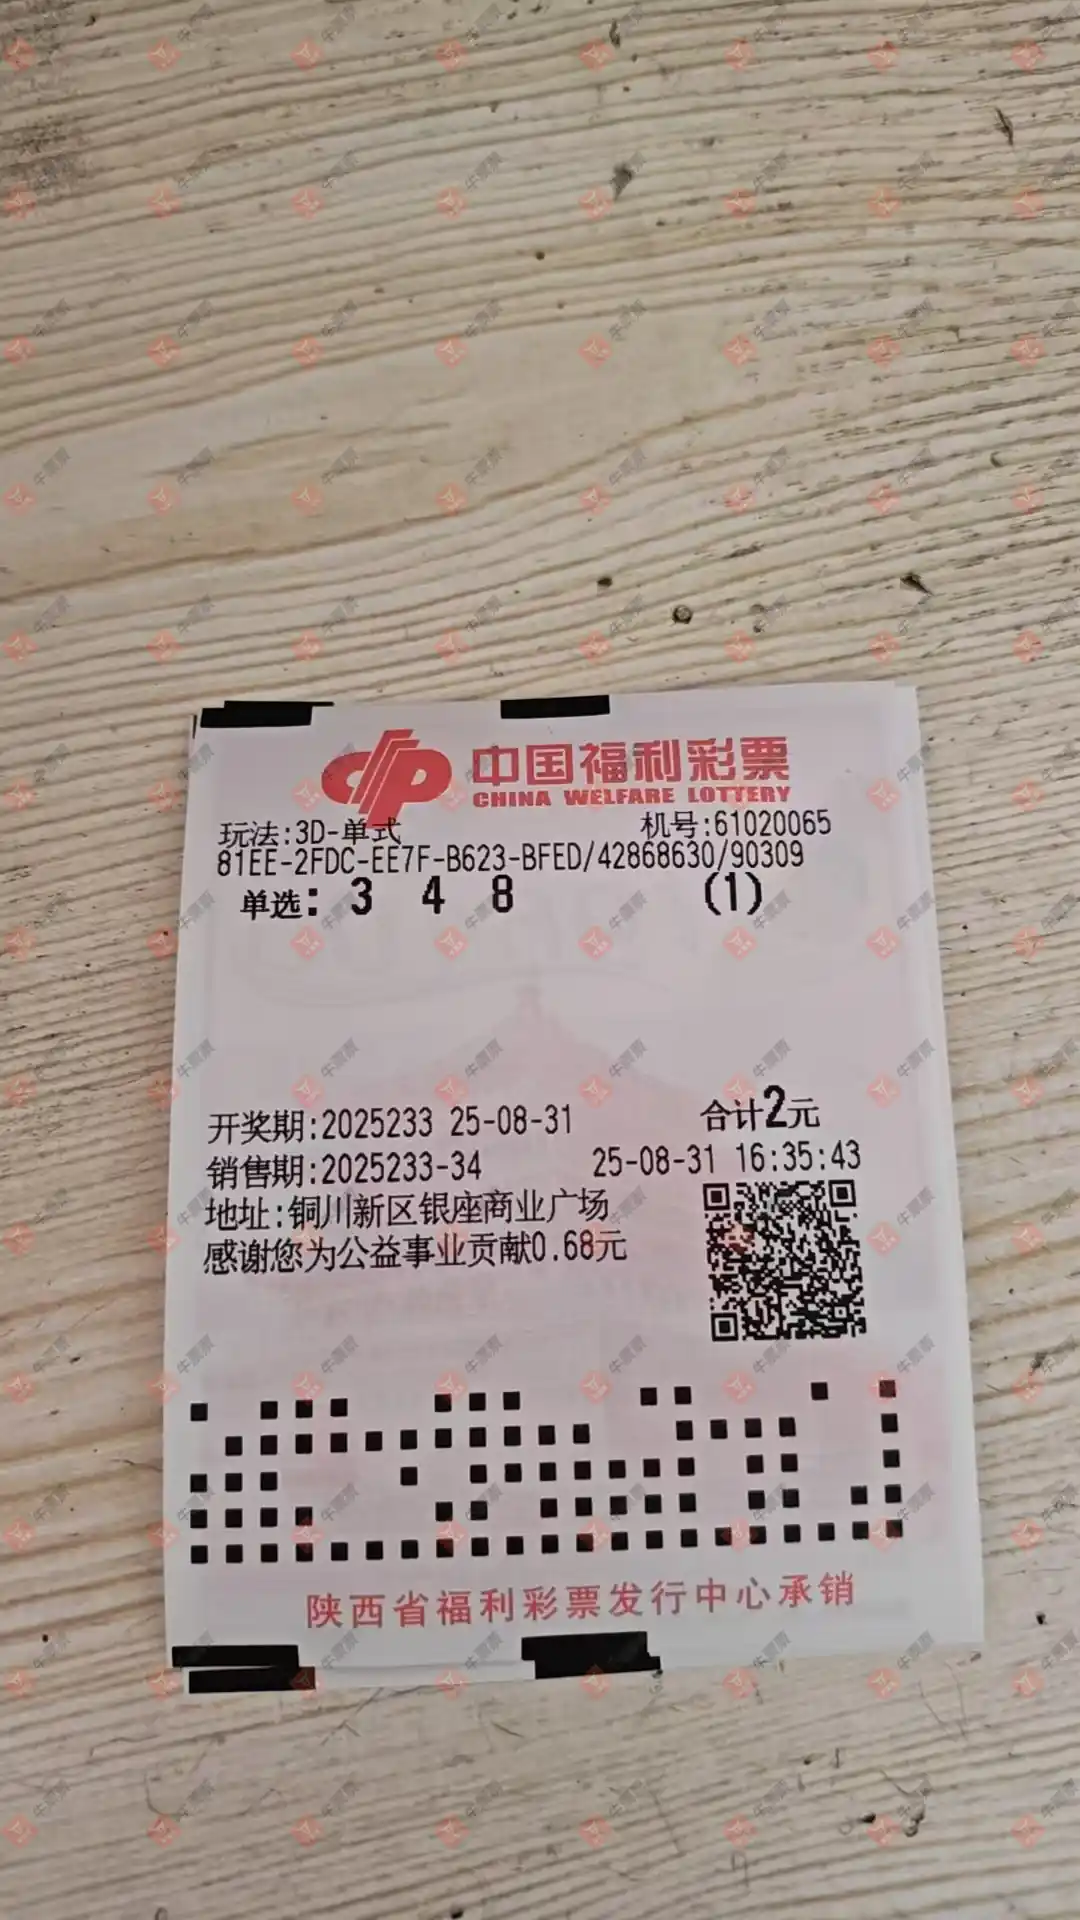 中国福利彩票
CHINA WELFARE LOTTERY
玩法:3D-单式 机号:61020065
81EE-2FDC-EE7F-B623-BFED/42868630/90309
单选: 3 4 8 (1)
开奖期:2025233 25-08-31 合计2元
销售期:2025233-34 25-08-31 16:35:43
地址:铜川新区银座商业广场
感谢您为公益事业贡献0.68元
陕西省福利彩票发行中心承销
牛票票